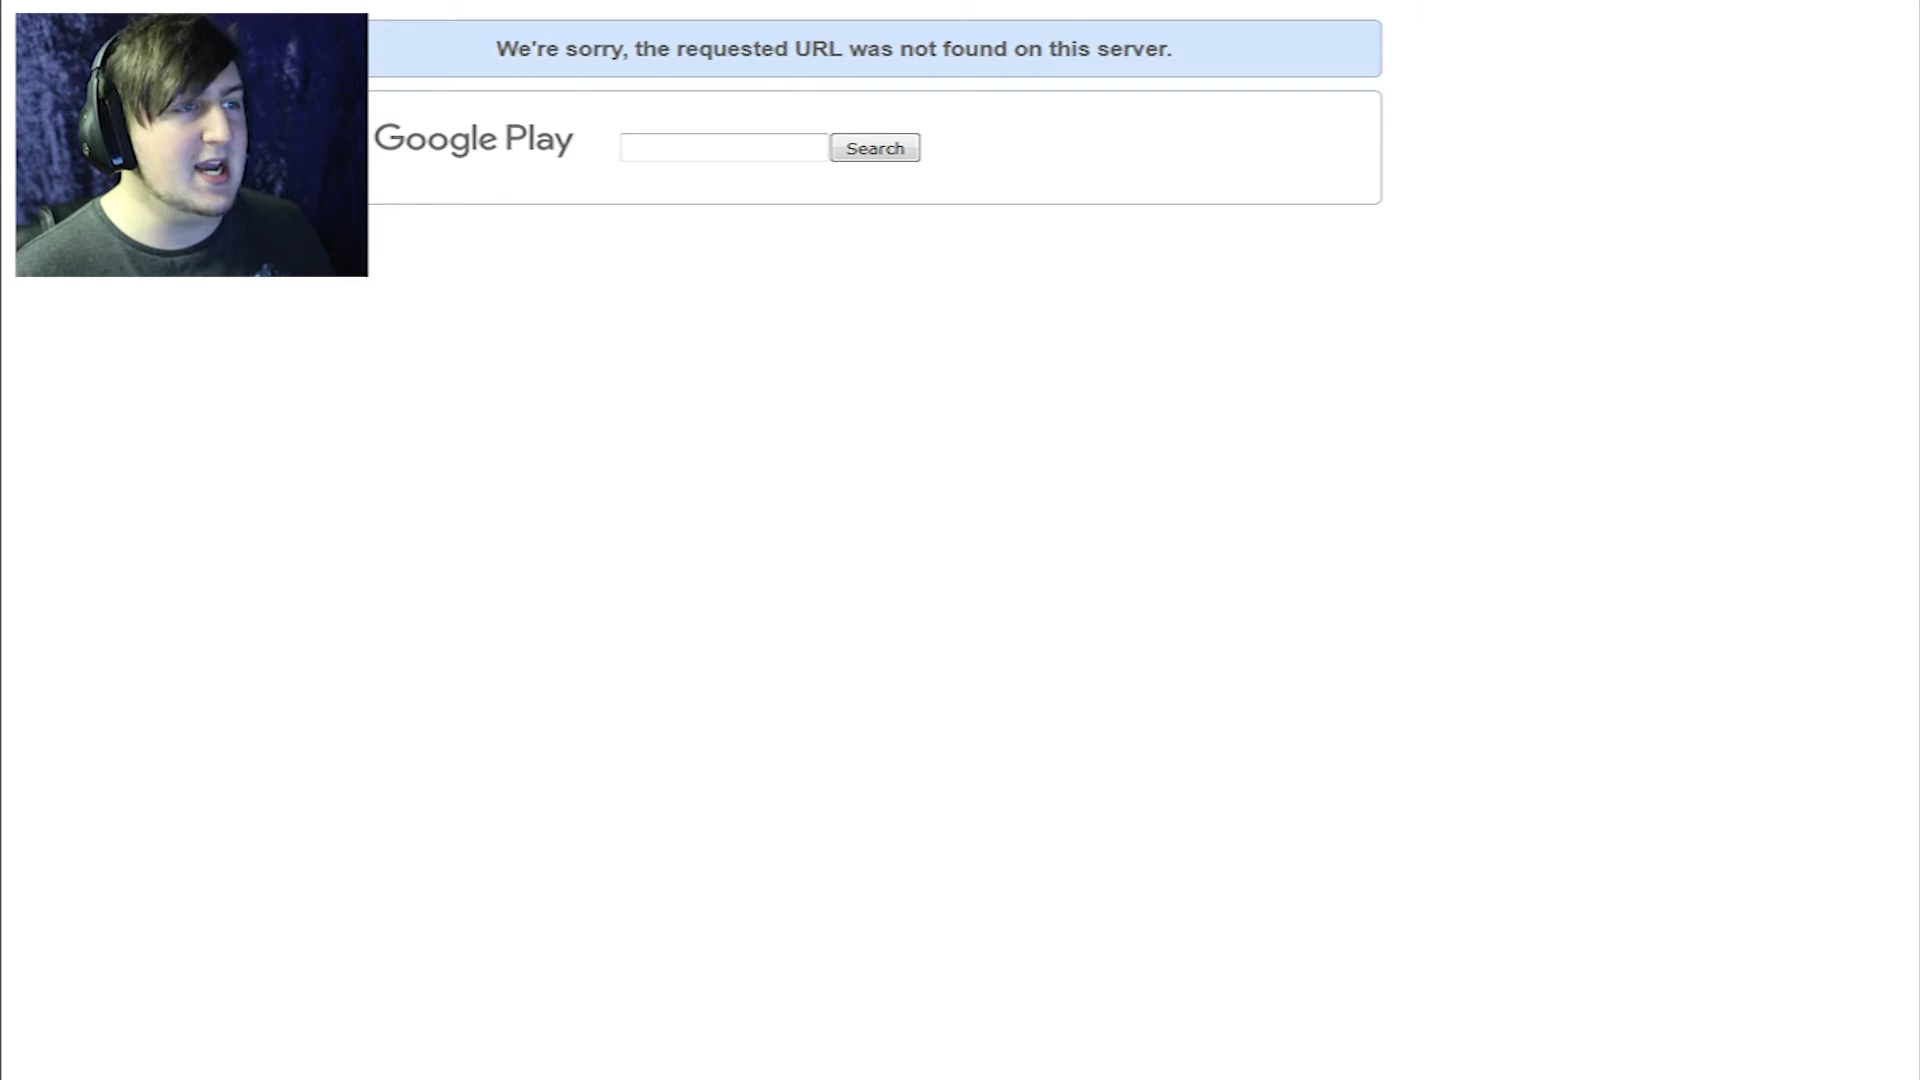 We're sorry, the requested URL was not found on this server.
Google Play
Search